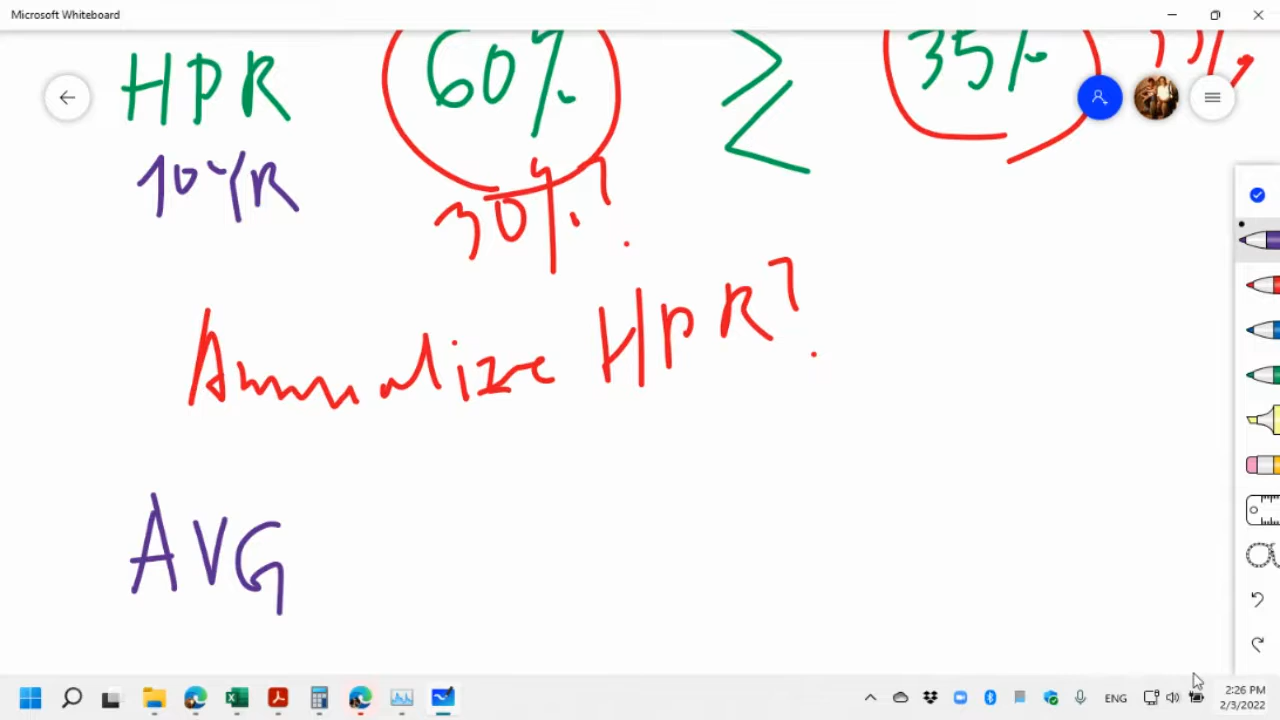 Microsoft Whiteboard
HPR 60% ≥ 35%
≤
10YR
30%?
Annualize HPR?
AVG
ENG
2:26 PM
2/3/2022